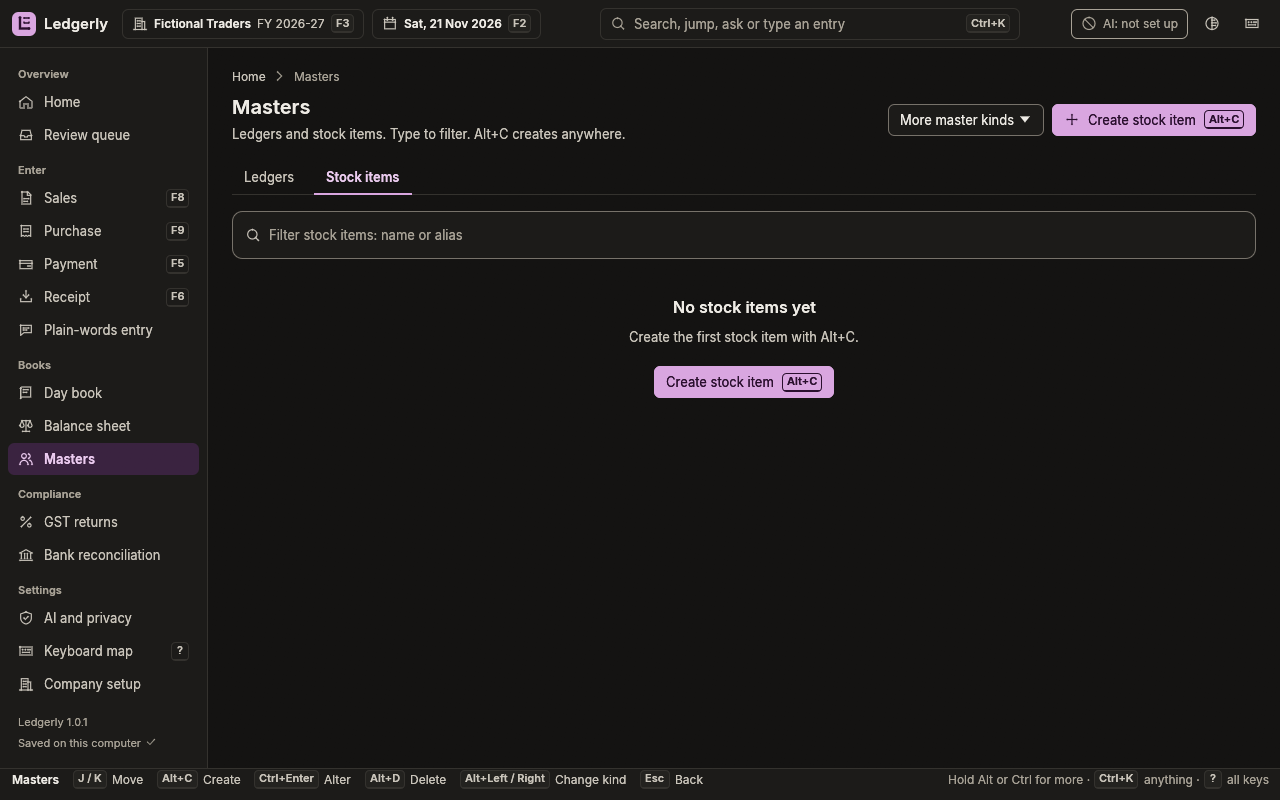 Ledgerly
Fictional Traders FY 2026-27 F3
Sat, 21 Nov 2026 F2
Search, jump, ask or type an entry Ctrl+K
AI: not set up
Overview
Home
Review queue
Enter
Sales F8
Purchase F9
Payment F5
Receipt F6
Plain-words entry
Books
Day book
Balance sheet
Masters
Compliance
GST returns
Bank reconciliation
Settings
AI and privacy
Keyboard map ?
Company setup
Ledgerly 1.0.1
Saved on this computer
Home Masters
Masters
Ledgers and stock items. Type to filter. Alt+C creates anywhere.
More master kinds
Create stock item Alt+C
Ledgers Stock items
Filter stock items: name or alias
No stock items yet
Create the first stock item with Alt+C.
Create stock item Alt+C
Masters J / K Move Alt+C Create Ctrl+Enter Alter Alt+D Delete Alt+Left / Right Change kind Esc Back
Hold Alt or Ctrl for more · Ctrl+K anything · ? all keys